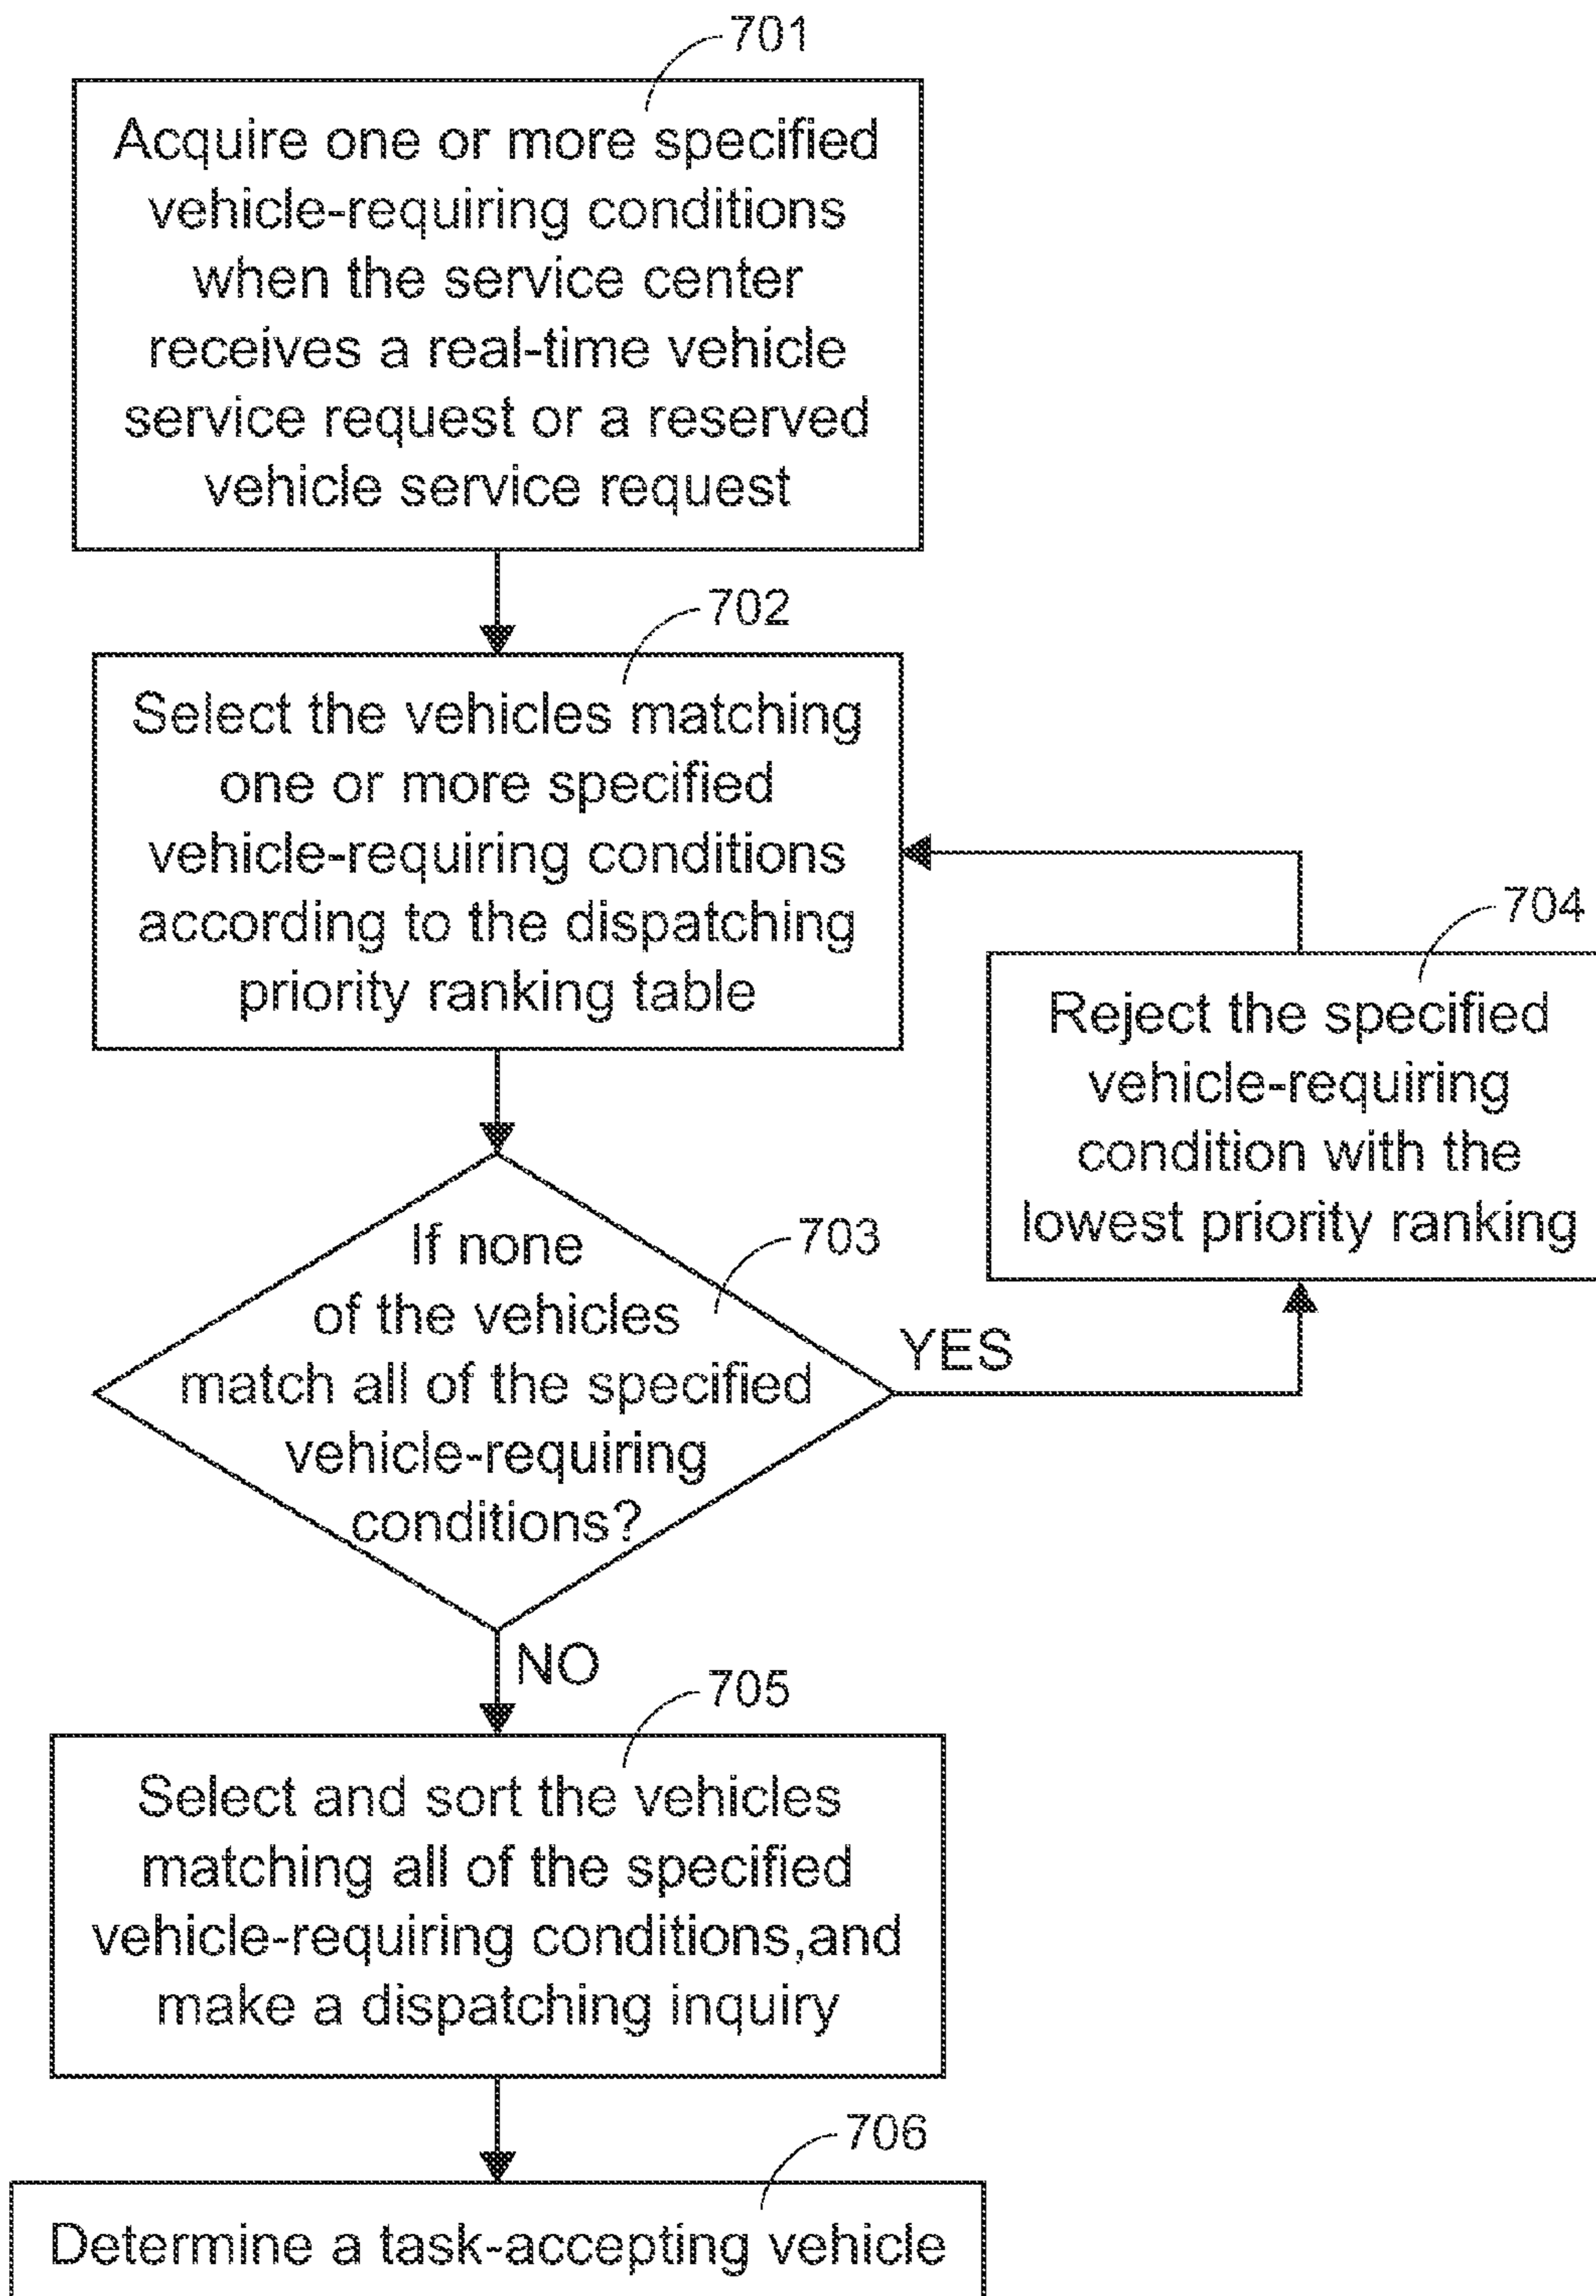 701
Acquire one or more specified
vehicle-requiring conditions
when the service center
receives a real-time vehicle
service request or a reserved
vehicle service request
702
Select the vehicles matching
one or more specified
vehicle-requiring conditions
according to the dispatching
priority ranking table
704
Reject the specified
vehicle-requiring
condition with the
lowest priority ranking
703
If none
of the vehicles
match all of the specified
vehicle-requiring
conditions?
YES
NO
705
Select and sort the vehicles
matching all of the specified
vehicle-requiring conditions,and
make a dispatching inquiry
706
Determine a task-accepting vehicle